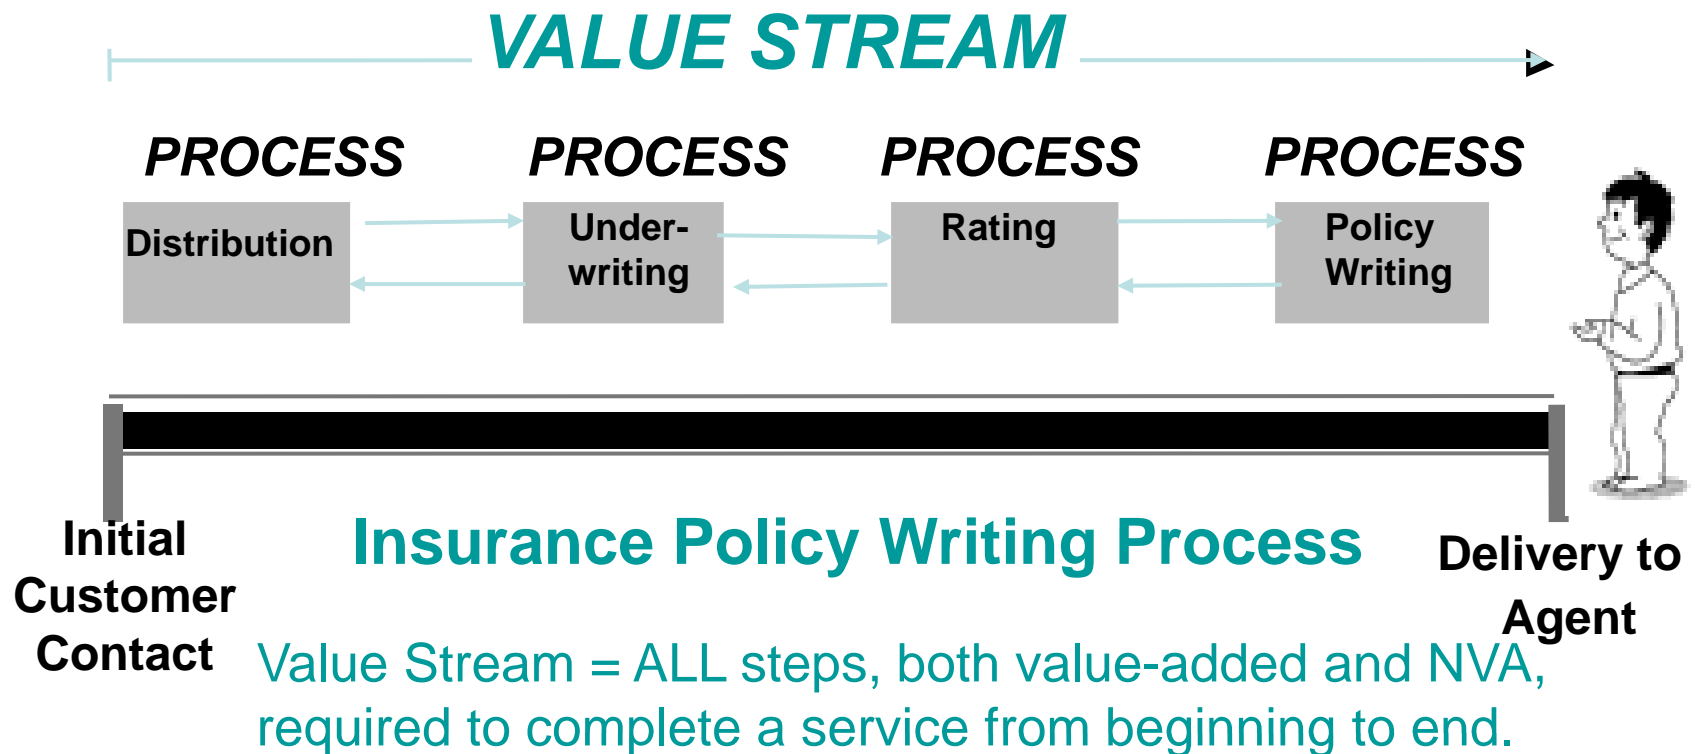 VALUE STREAM
PROCESS PROCESS PROCESS PROCESS
Distribution
Under-
writing
Rating
Policy
Writing
Initial
Customer
Contact
Insurance Policy Writing Process
Delivery to
Agent
Value Stream = ALL steps, both value-added and NVA,
required to complete a service from beginning to end.